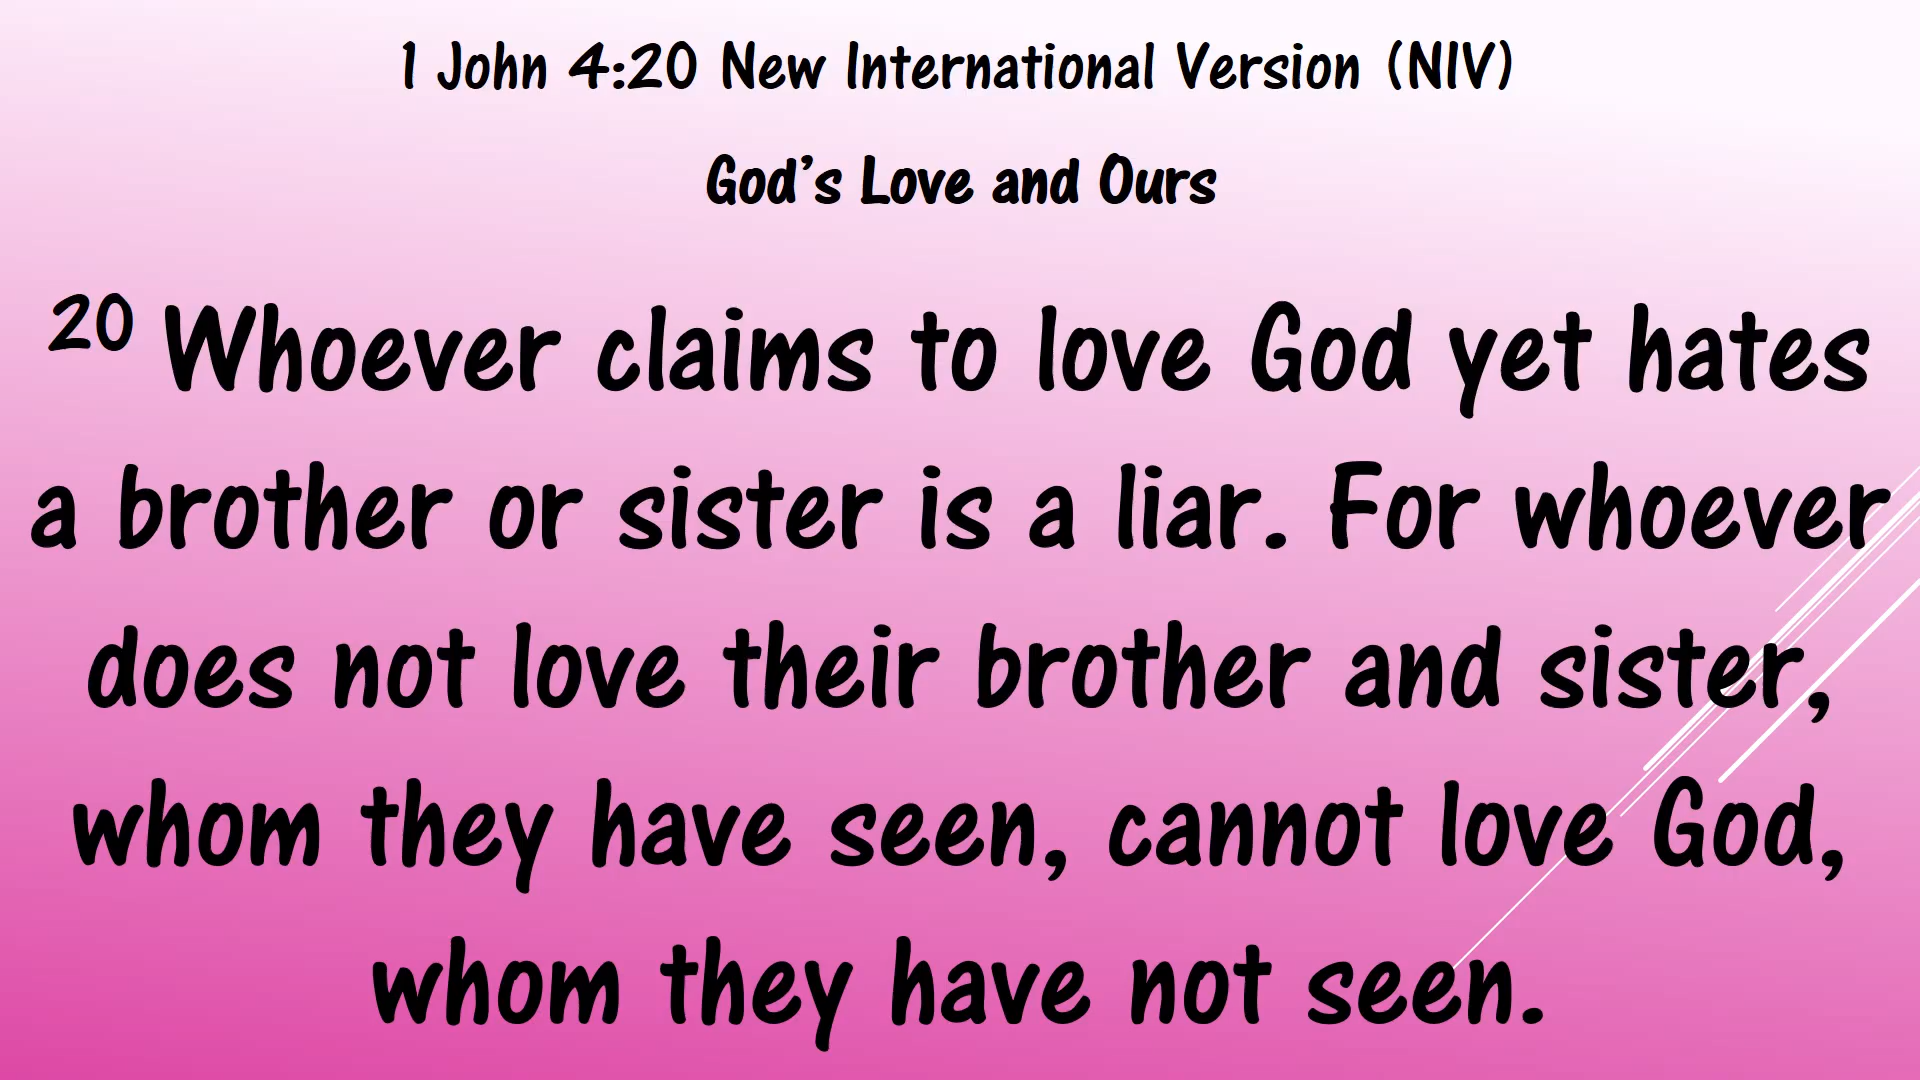 1 John 4:20 New International Version (NIV)
God’s Love and Ours
20 Whoever claims to love God yet hates
a brother or sister is a liar. For whoever
does not love their brother and sister,
whom they have seen, cannot love God,
whom they have not seen.